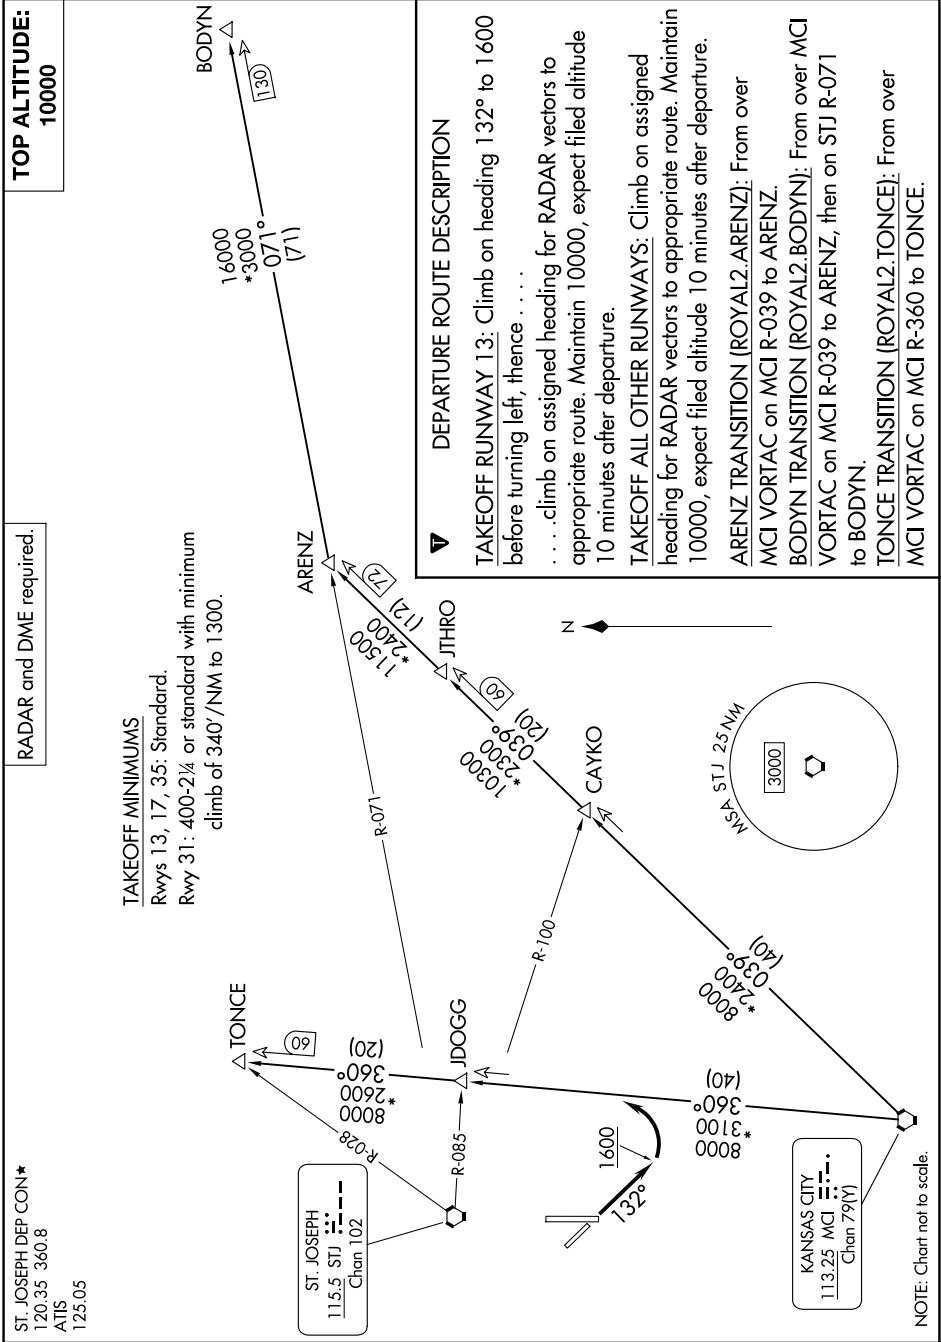 ST. JOSEPH DEP CON★
120.35 360.8
ATIS
125.05
RADAR and DME required.
TOP ALTITUDE:
10000
TAKEOFF MINIMUMS
Rwys 13, 17, 35: Standard.
Rwy 31: 400-2¼ or standard with minimum
climb of 340'/NM to 1300.
BODYN
130
16000
*3000
071°
(71)
ARENZ
72
11500
*2400
(12)
JTHRO
60
10300
*2300
039°
(20)
CAYKO
8000
*2400
039°
(40)
R-071
R-100
TONCE
60
8000
*2600
360°
(20)
JDOGG
R-028
R-085
8000
*3100
360°
(40)
ST. JOSEPH
115.5 STJ
Chan 102
1600
132°
KANSAS CITY
113.25 MCI
Chan 79(Y)
N
MSA STJ 25 NM
3000
NOTE: Chart not to scale.
T
DEPARTURE ROUTE DESCRIPTION
TAKEOFF RUNWAY 13: Climb on heading 132° to 1600
before turning left, thence . . . .
. . . .climb on assigned heading for RADAR vectors to
appropriate route. Maintain 10000, expect filed altitude
10 minutes after departure.
TAKEOFF ALL OTHER RUNWAYS: Climb on assigned
heading for RADAR vectors to appropriate route. Maintain
10000, expect filed altitude 10 minutes after departure.
ARENZ TRANSITION (ROYAL2.ARENZ): From over
MCI VORTAC on MCI R-039 to ARENZ.
BODYN TRANSITION (ROYAL2.BODYN): From over MCI
VORTAC on MCI R-039 to ARENZ, then on STJ R-071
to BODYN.
TONCE TRANSITION (ROYAL2.TONCE): From over
MCI VORTAC on MCI R-360 to TONCE.